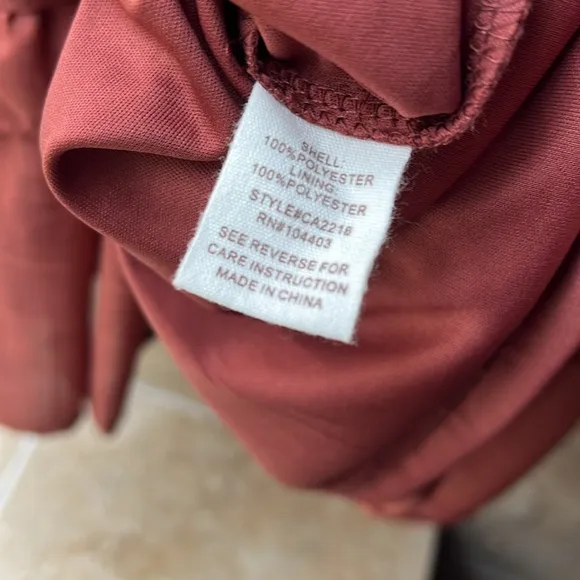 SHELL:
100%POLYESTER
LINING:
100%POLYESTER
STYLE#CA2218
RN#104403
SEE REVERSE FOR
CARE INSTRUCTION
MADE IN CHINA